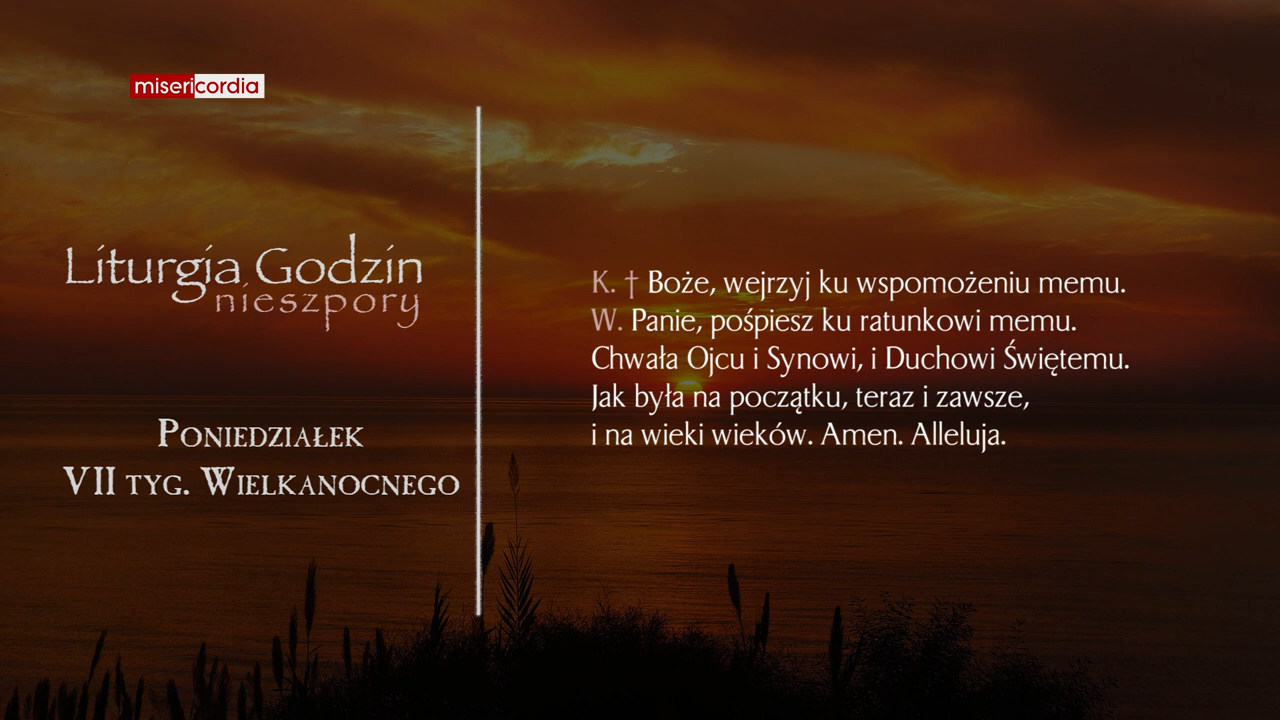 misericordia
Liturgia Godzin
nieszpory
Poniedziałek
VII tyg. Wielkanocnego
K. † Boże, wejrzyj ku wspomożeniu memu.
W. Panie, pośpiesz ku ratunkowi memu.
Chwała Ojcu i Synowi, i Duchowi Świętemu.
Jak była na początku, teraz i zawsze,
i na wieki wieków. Amen. Alleluja.